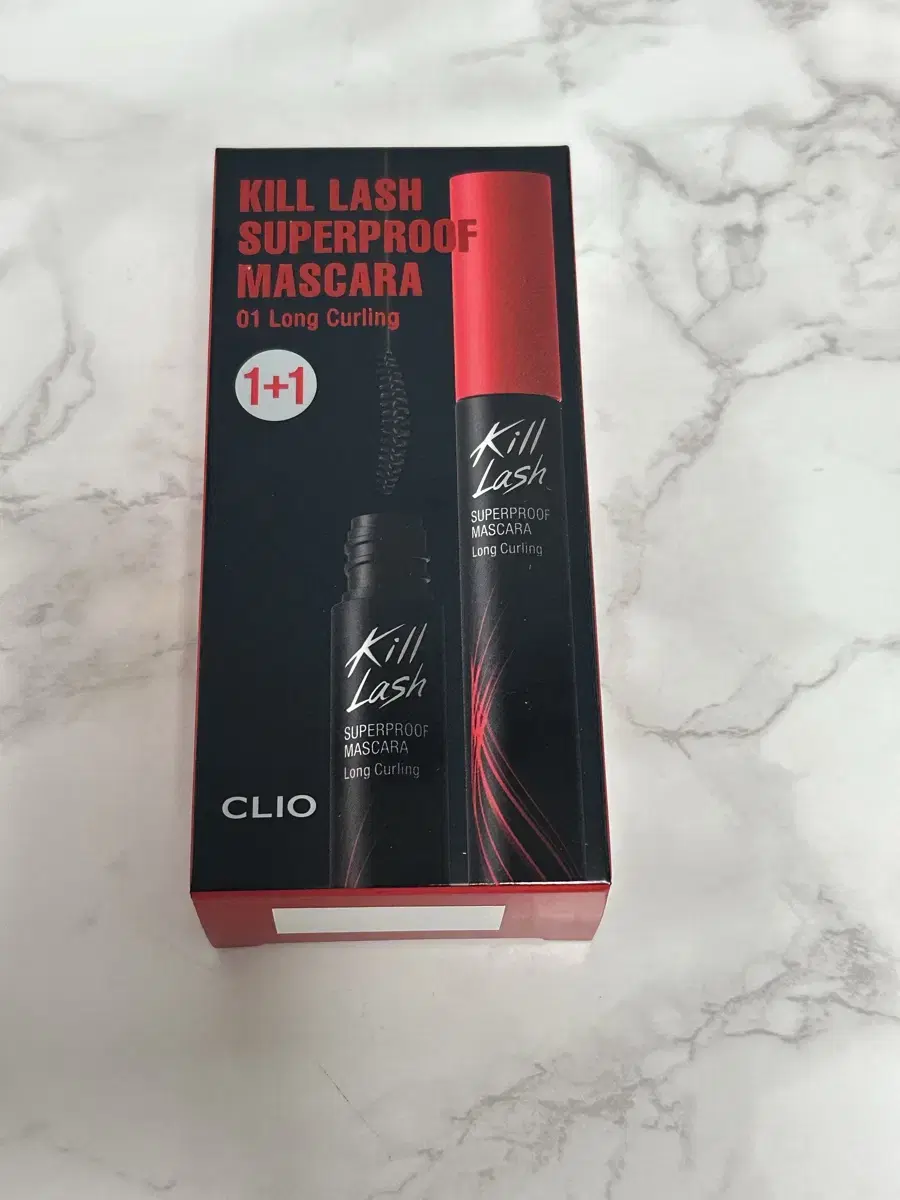 KILL LASH
SUPERPROOF
MASCARA
01 Long Curling
1+1
Kill
Lash
SUPERPROOF
MASCARA
Long Curling
Kill
Lash
SUPERPROOF
MASCARA
Long Curling
CLIO